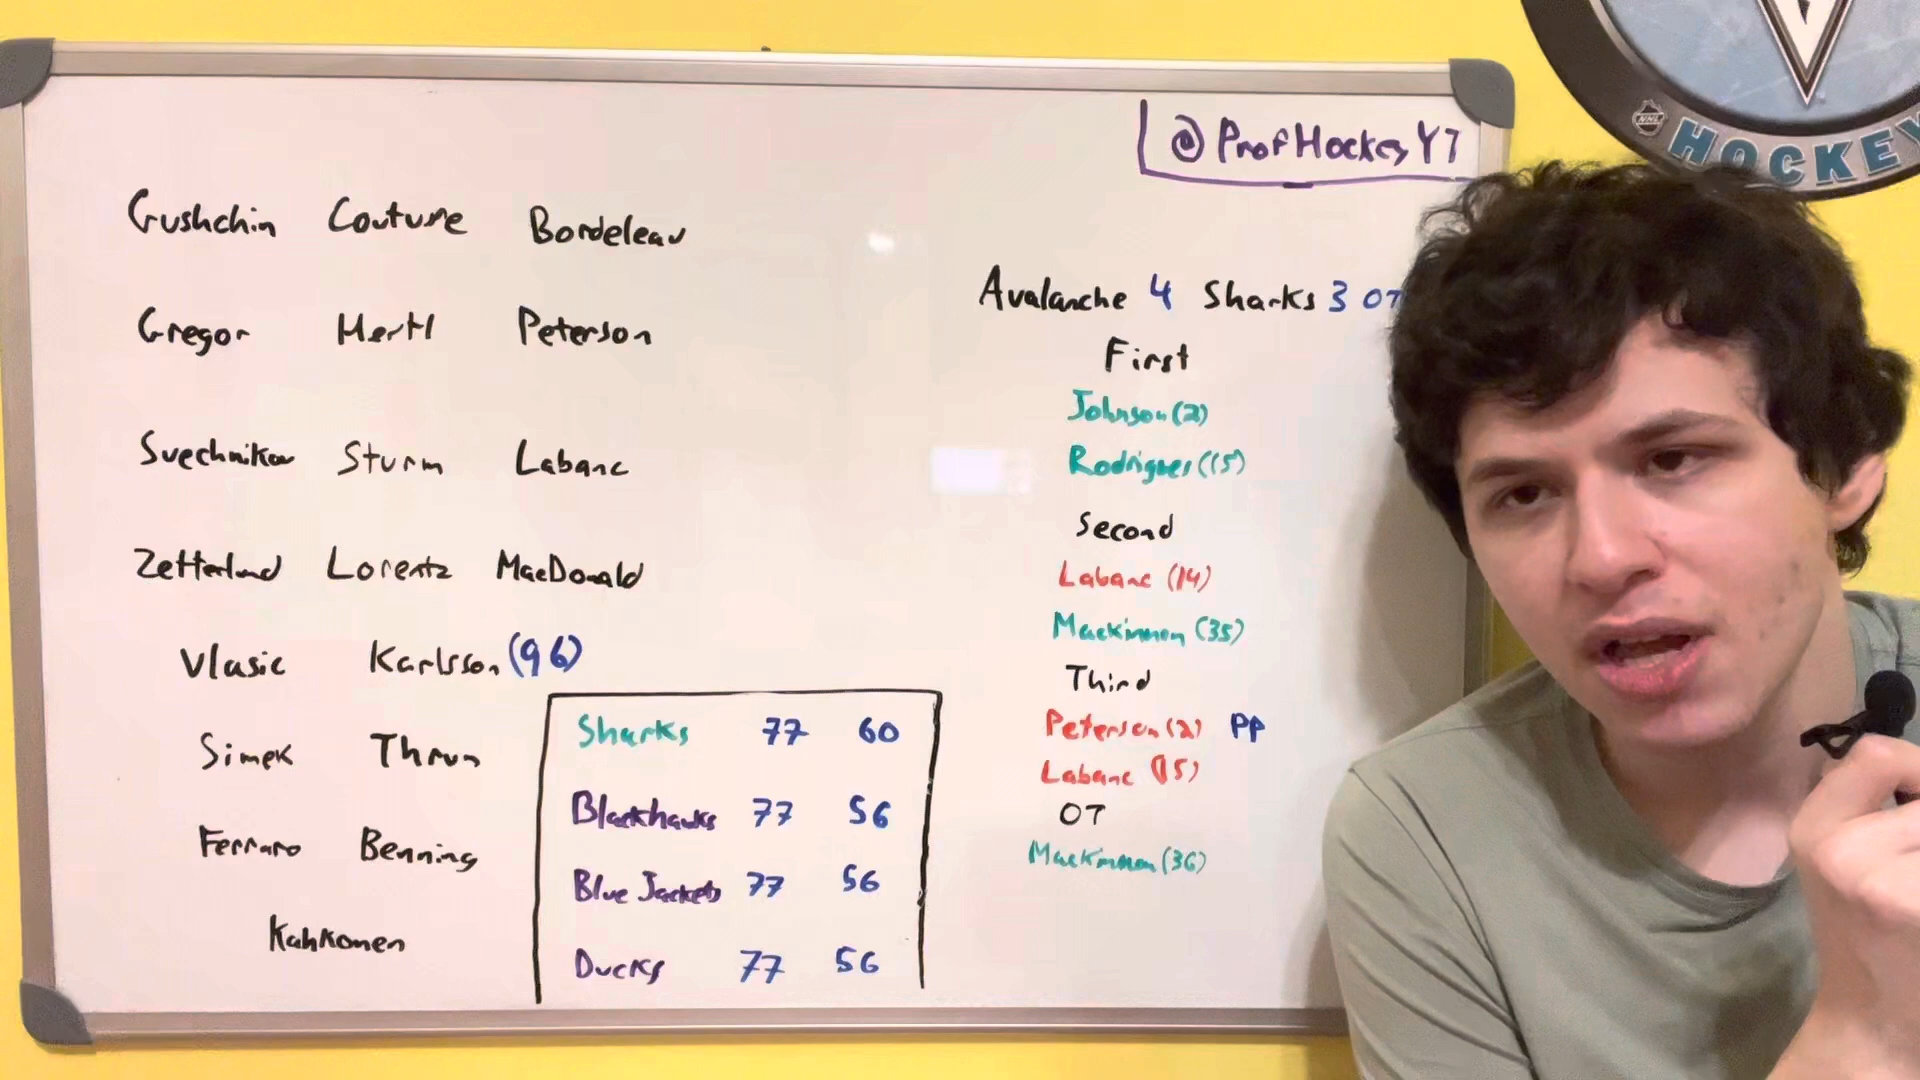 @ProfHockeyYT
NHL
HOCKEY
Gushchin Couture Bordeleau
Gregor Hertl Peterson
Svechnikov Sturm Labanc
Zetterlund Lorentz MacDonald
Vlasic Karlsson (96)
Simek Thrun
Ferraro Benning
Kahkonen
Sharks 77 60
Blackhawks 77 56
Blue Jackets 77 56
Ducks 77 56
Avalanche 4 Sharks 3 OT
First
Johnson (2)
Rodrigues (15)
Second
Labanc (14)
Mackinnon (35)
Third
Peterson (2) PP
Labanc (15)
OT
Mackinnon (36)